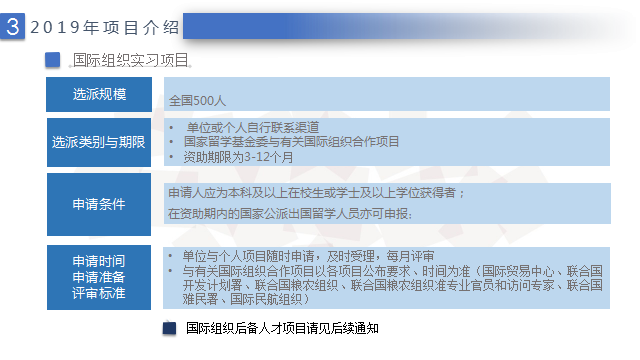 3 2019年项目介绍
国际组织实习项目
选派规模
全国500人
选派类别与期限
• 单位或个人自行联系渠道
• 国家留学基金委与有关国际组织合作项目
• 资助期限为3-12个月
申请条件
申请人应为本科及以上在校生或学士及以上学位获得者；
在资助期内的国家公派出国留学人员亦可申报；
申请时间
申请准备
评审标准
• 单位与个人项目随时申请，及时受理，每月评审
• 与有关国际组织合作项目以各项目公布要求、时间为准（国际贸易中心、联合国
开发计划署、联合国粮农组织、联合国粮农组织准专业官员和访问专家、联合国
难民署、国际民航组织）
国际组织后备人才项目请见后续通知